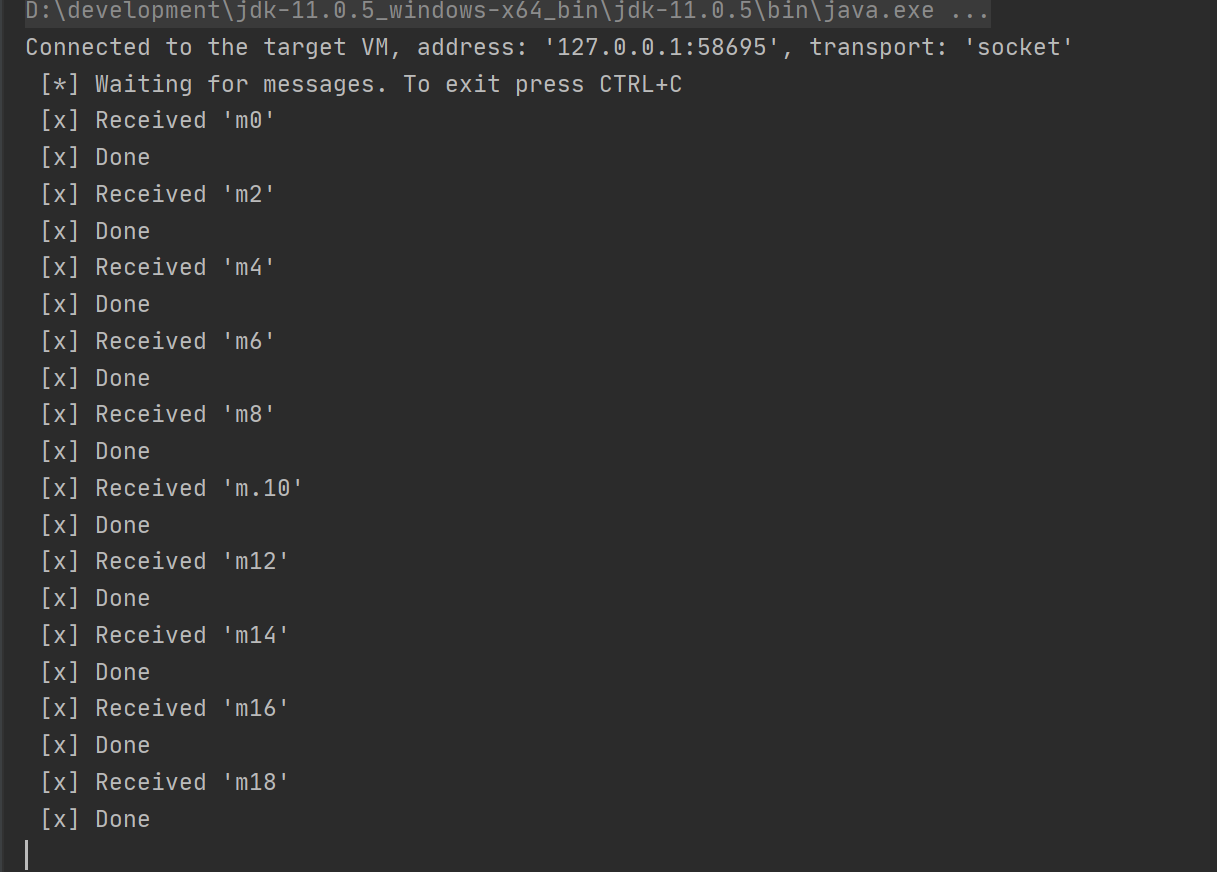 D:\development\jdk-11.0.5_windows-x64_bin\jdk-11.0.5\bin\java.exe ...
Connected to the target VM, address: '127.0.0.1:58695', transport: 'socket'
[*] Waiting for messages. To exit press CTRL+C
[x] Received 'm0'
[x] Done
[x] Received 'm2'
[x] Done
[x] Received 'm4'
[x] Done
[x] Received 'm6'
[x] Done
[x] Received 'm8'
[x] Done
[x] Received 'm.10'
[x] Done
[x] Received 'm12'
[x] Done
[x] Received 'm14'
[x] Done
[x] Received 'm16'
[x] Done
[x] Received 'm18'
[x] Done